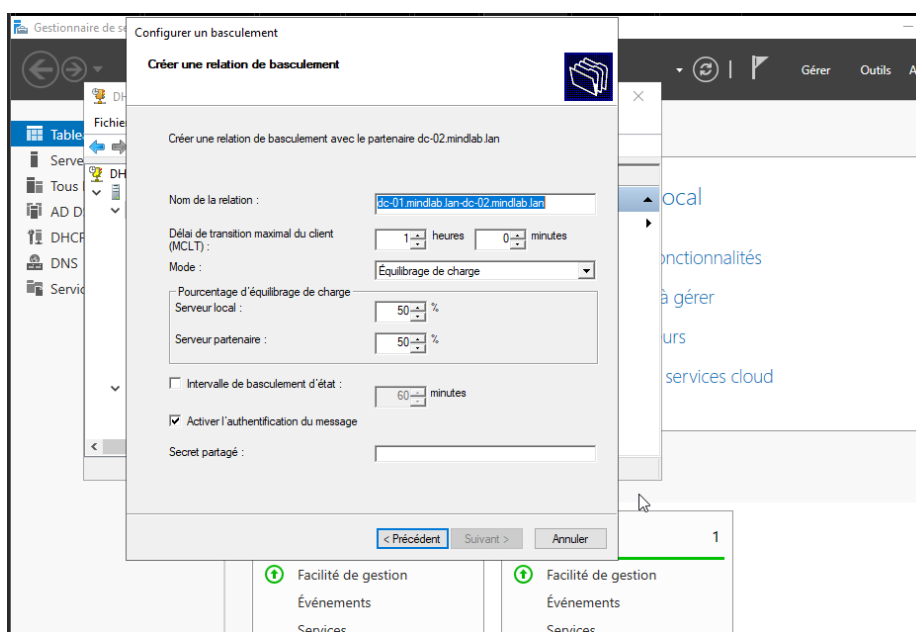 Gestionnaire de se
Configurer un basculement
Créer une relation de basculement
Gérer
Outils
A
DH
Fichie
Table
Serve
Tous l
AD D
DHCP
DNS
Servic
DH
Créer une relation de basculement avec le partenaire dc-02.mindlab.lan
Nom de la relation :
dc-01.mindlab.lan-dc-02.mindlab.lan
Délai de transition maximal du client
(MCLT) :
1 heures 0 minutes
Mode :
Équilibrage de charge
Pourcentage d'équilibrage de charge
Serveur local :
50 %
Serveur partenaire :
50 %
Intervalle de basculement d'état :
60 minutes
Activer l'authentification du message
Secret partagé :
< Précédent
Suivant >
Annuler
ocal
onctionnalités
à gérer
urs
services cloud
1
Facilité de gestion
Événements
Services
Facilité de gestion
Événements
Services